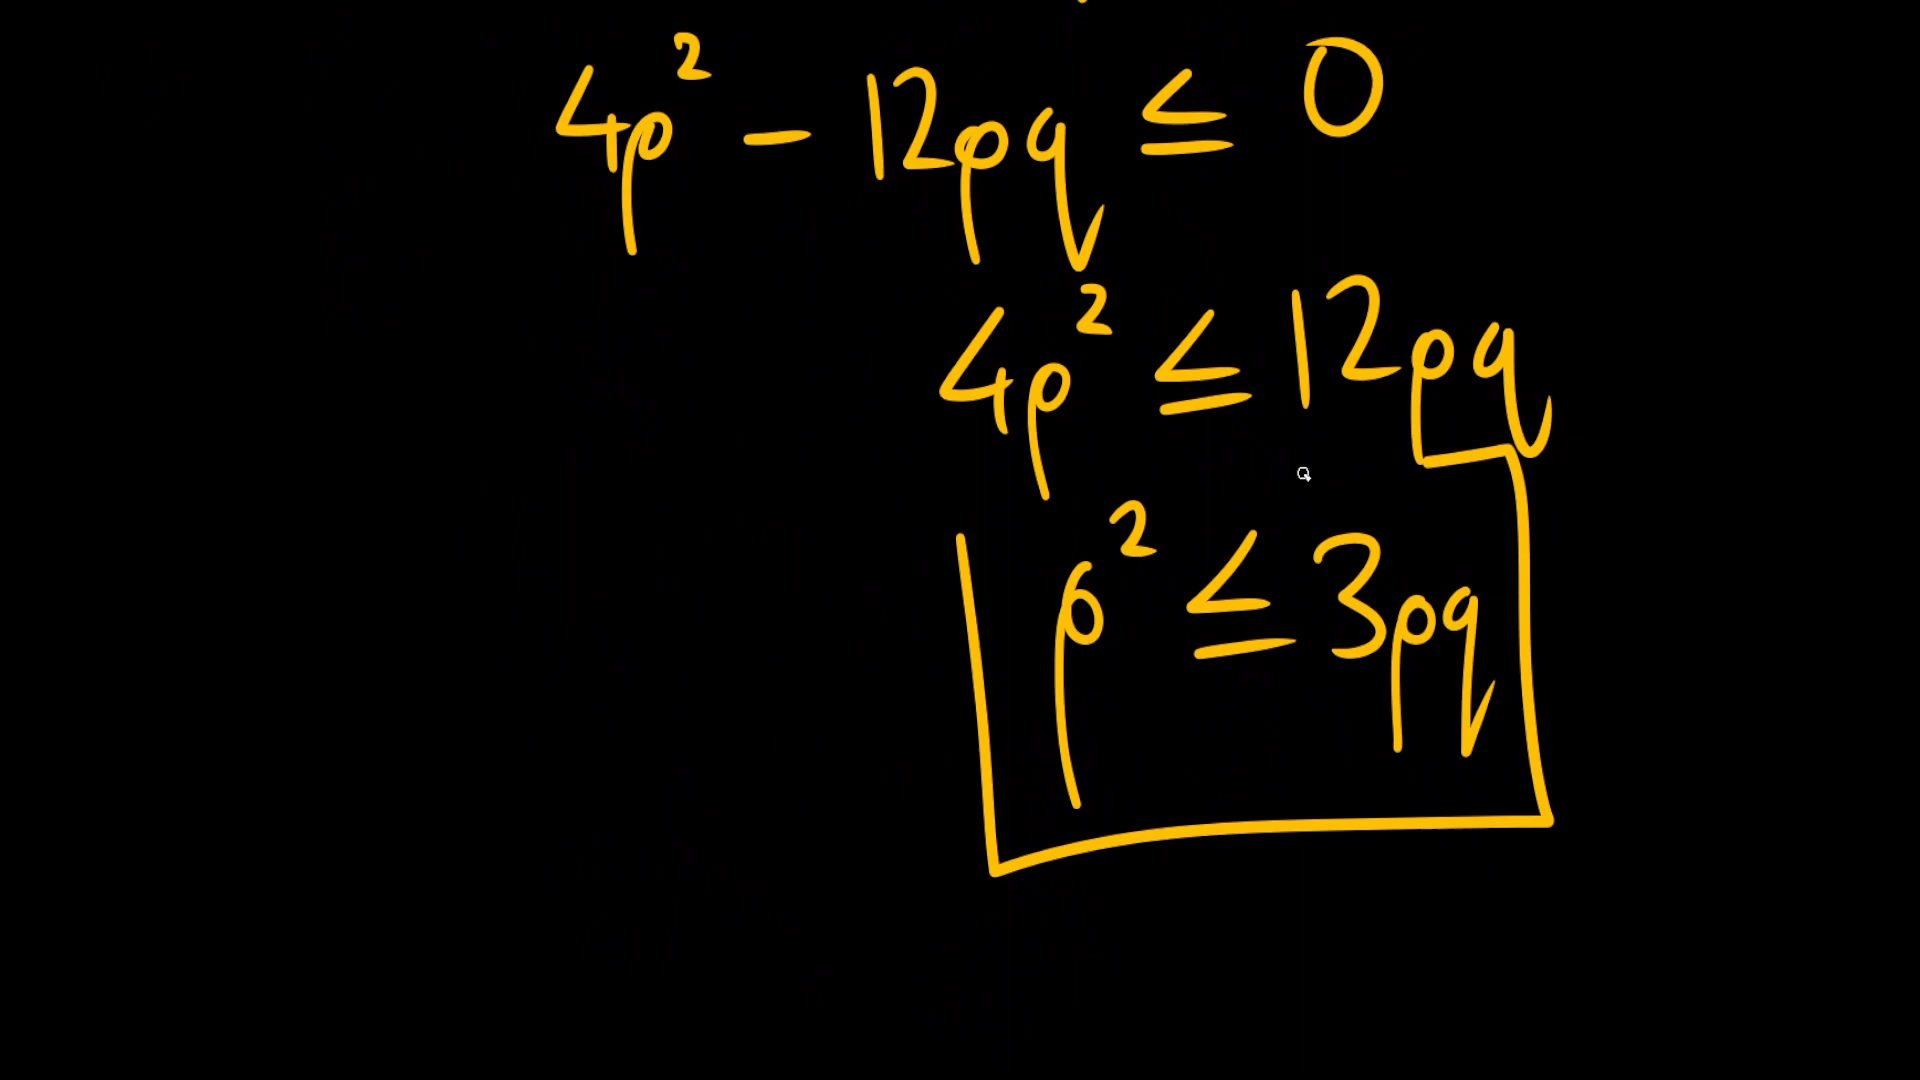 4p² - 12pq ≤ 0
4p² ≤ 12pq
p² ≤ 3pq